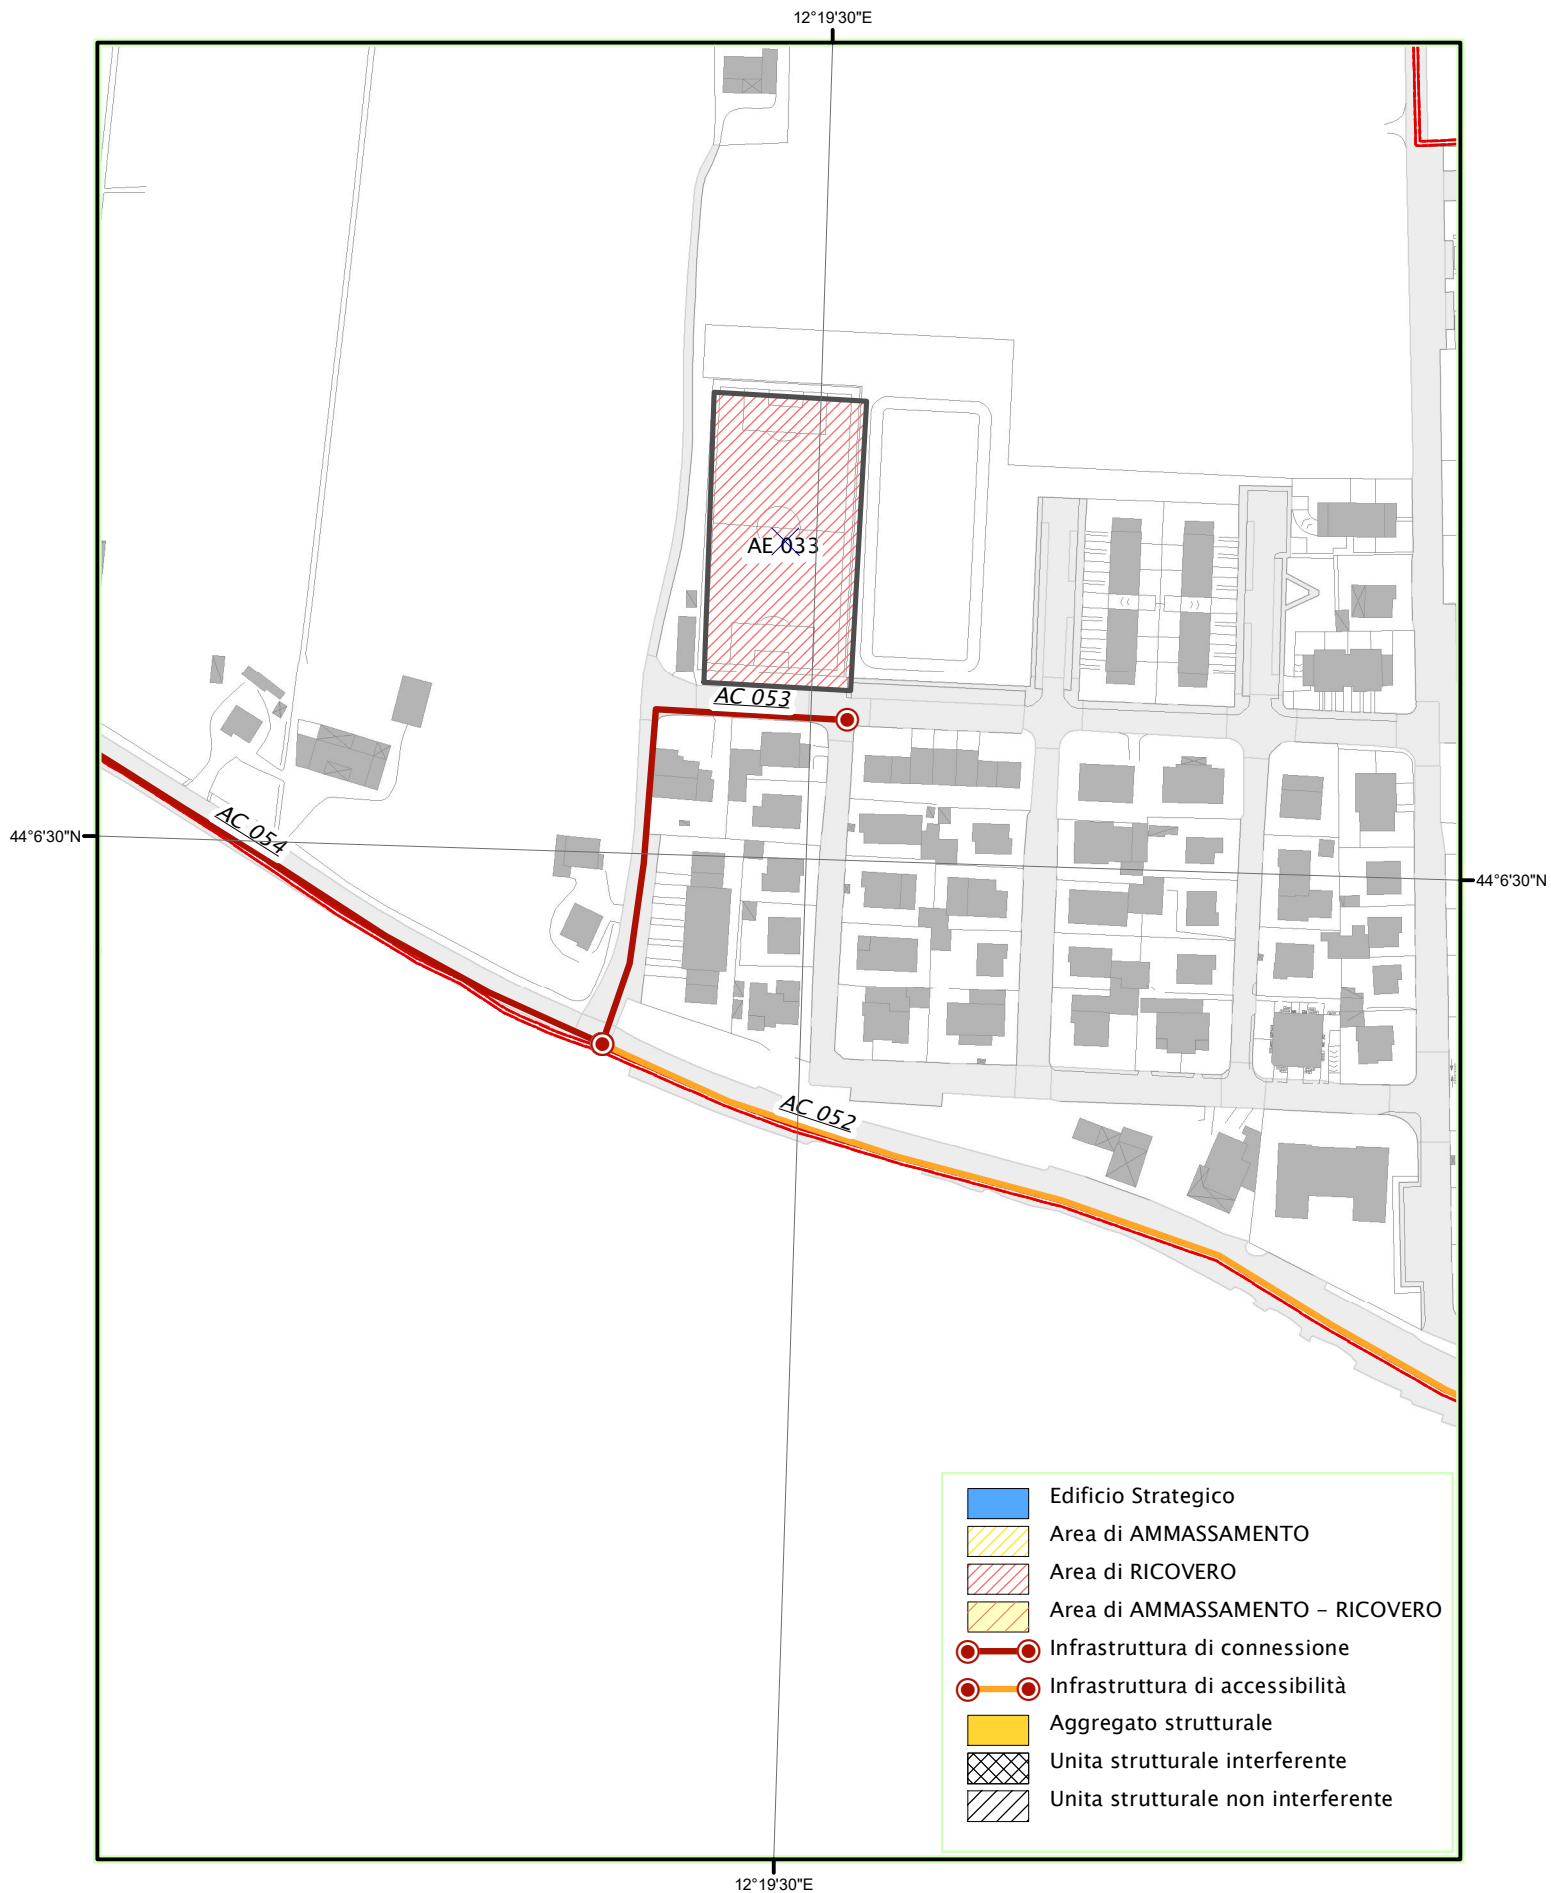 12°19'30"E
AE 033
AC 053
AC 054
44°6'30"N
44°6'30"N
AC 052
Edificio Strategico
Area di AMMASSAMENTO
Area di RICOVERO
Area di AMMASSAMENTO - RICOVERO
Infrastruttura di connessione
Infrastruttura di accessibilità
Aggregato strutturale
Unita strutturale interferente
Unita strutturale non interferente
12°19'30"E